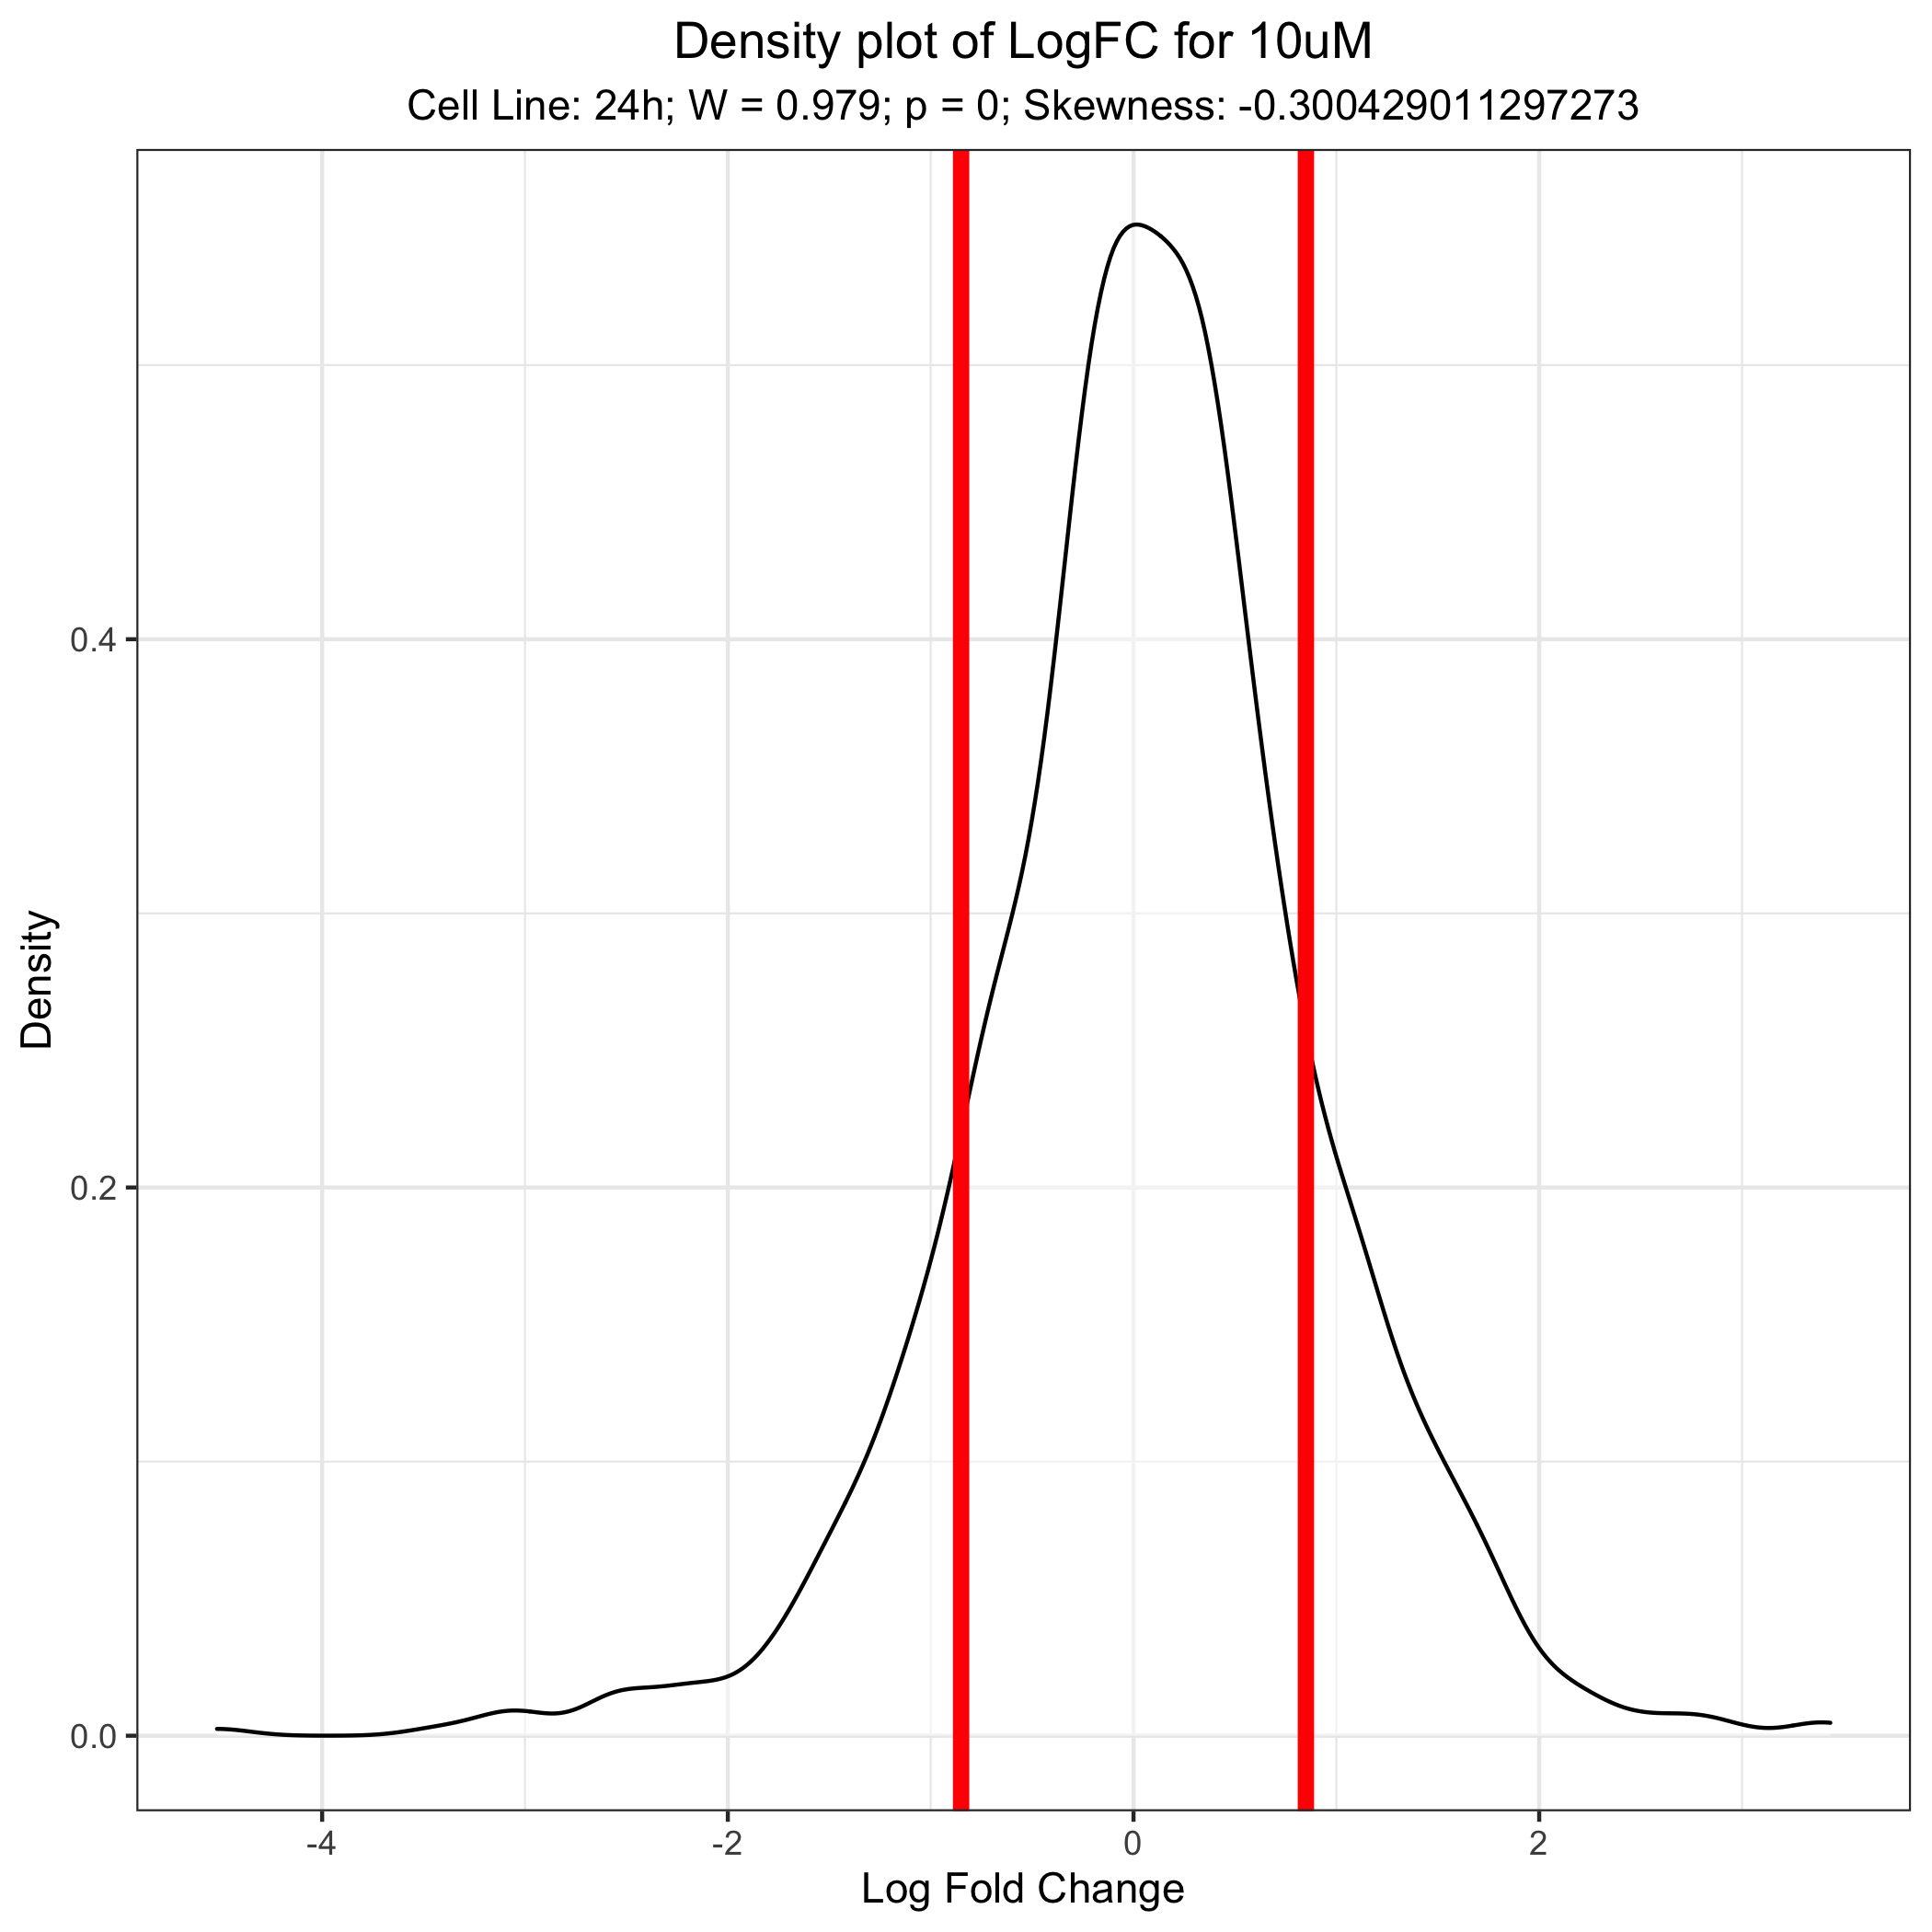 Density plot of LogFC for 10uM
Cell Line: 24h; W = 0.979; p = 0; Skewness: -0.300429011297273
Density
0.4
0.2
0.0
-4
-2
0
2
Log Fold Change